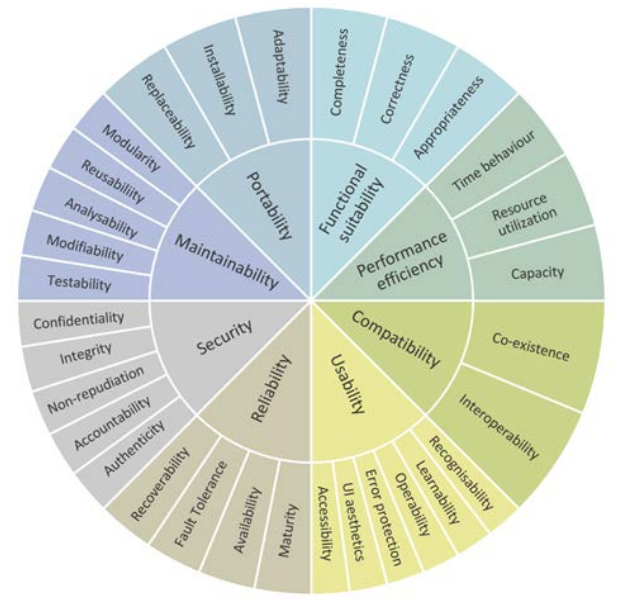 Completeness
Correctness
Appropriateness
Functional
suitability
Time behaviour
Resource
utilization
Capacity
Performance
efficiency
Co-existence
Interoperability
Compatibility
Recognisability
Learnability
Operability
Error protection
UI aesthetics
Accessibility
Usability
Maturity
Availability
Fault Tolerance
Recoverability
Reliability
Authenticity
Accountability
Non-repudiation
Integrity
Confidentiality
Security
Testability
Modifiability
Analysability
Reusability
Modularity
Maintainability
Replaceability
Installability
Adaptability
Portability